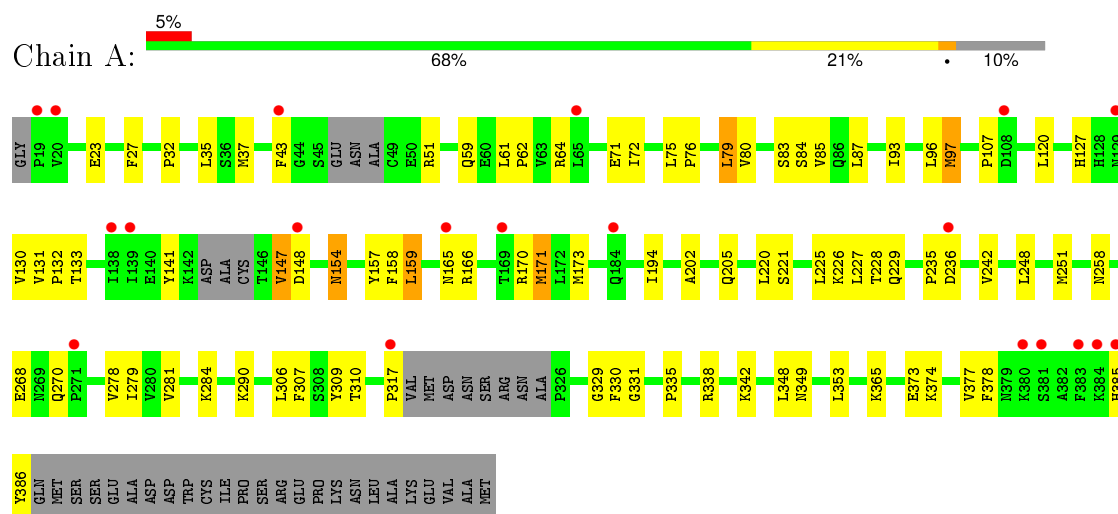 5%
Chain A:
68% 21% • 10%
GLY P19 V20 E23 F27 P32 L35 S36 M37 F43 G44 S45 GLU ASN ALA C49 E50 R51 Q59 E60 L61 P62 V63 R64 L65 E71 I72 L75 P76 L79 V80 S83 S84 V85 Q86 L87 I93 L96 M97 P107 D108 L120 H127 H128 N129
V130 V131 P132 T133 I138 I139 E140 Y141 K142 ASP ALA CYS T146 V147 D148 N154 Y157 F158 L159 N165 R166 T169 R170 M171 L172 M173 Q184 I194 A202 Q205 L220 S221 L225 K226 L227 T228 Q229 P235 D236 V242 L248 M251 N258
E268 N269 Q270 P271 V278 I279 V280 V281 K284 K290 L306 F307 S308 Y309 T310 P317 VAL MET ASP ASN SER ARG ASN ALA P326 G329 F330 G331 P335 R338 K342 L348 N349 L353 K365 E373 K374 V377 F378 N379 K380 S381 A382 F383 K384 H385
Y386 GLN MET SER SER GLU ALA ASP ASP TRP CYS ILE PRO SER ARG GLU PRO LYS ASN LEU ALA LYS GLU VAL ALA MET